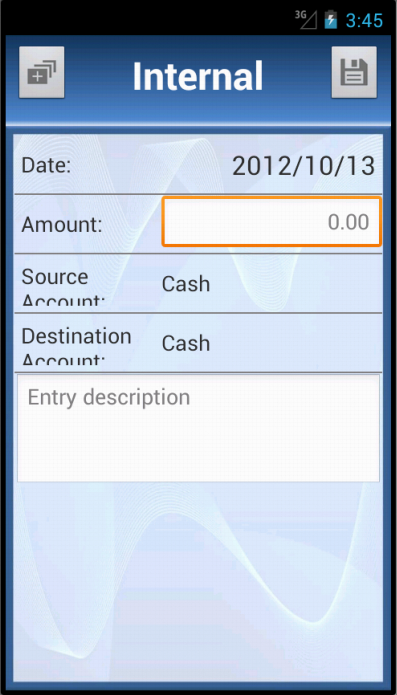 3G 3:45
Internal
Date: 2012/10/13
Amount: 0.00
Source
Account: Cash
Destination
Account: Cash
Entry description